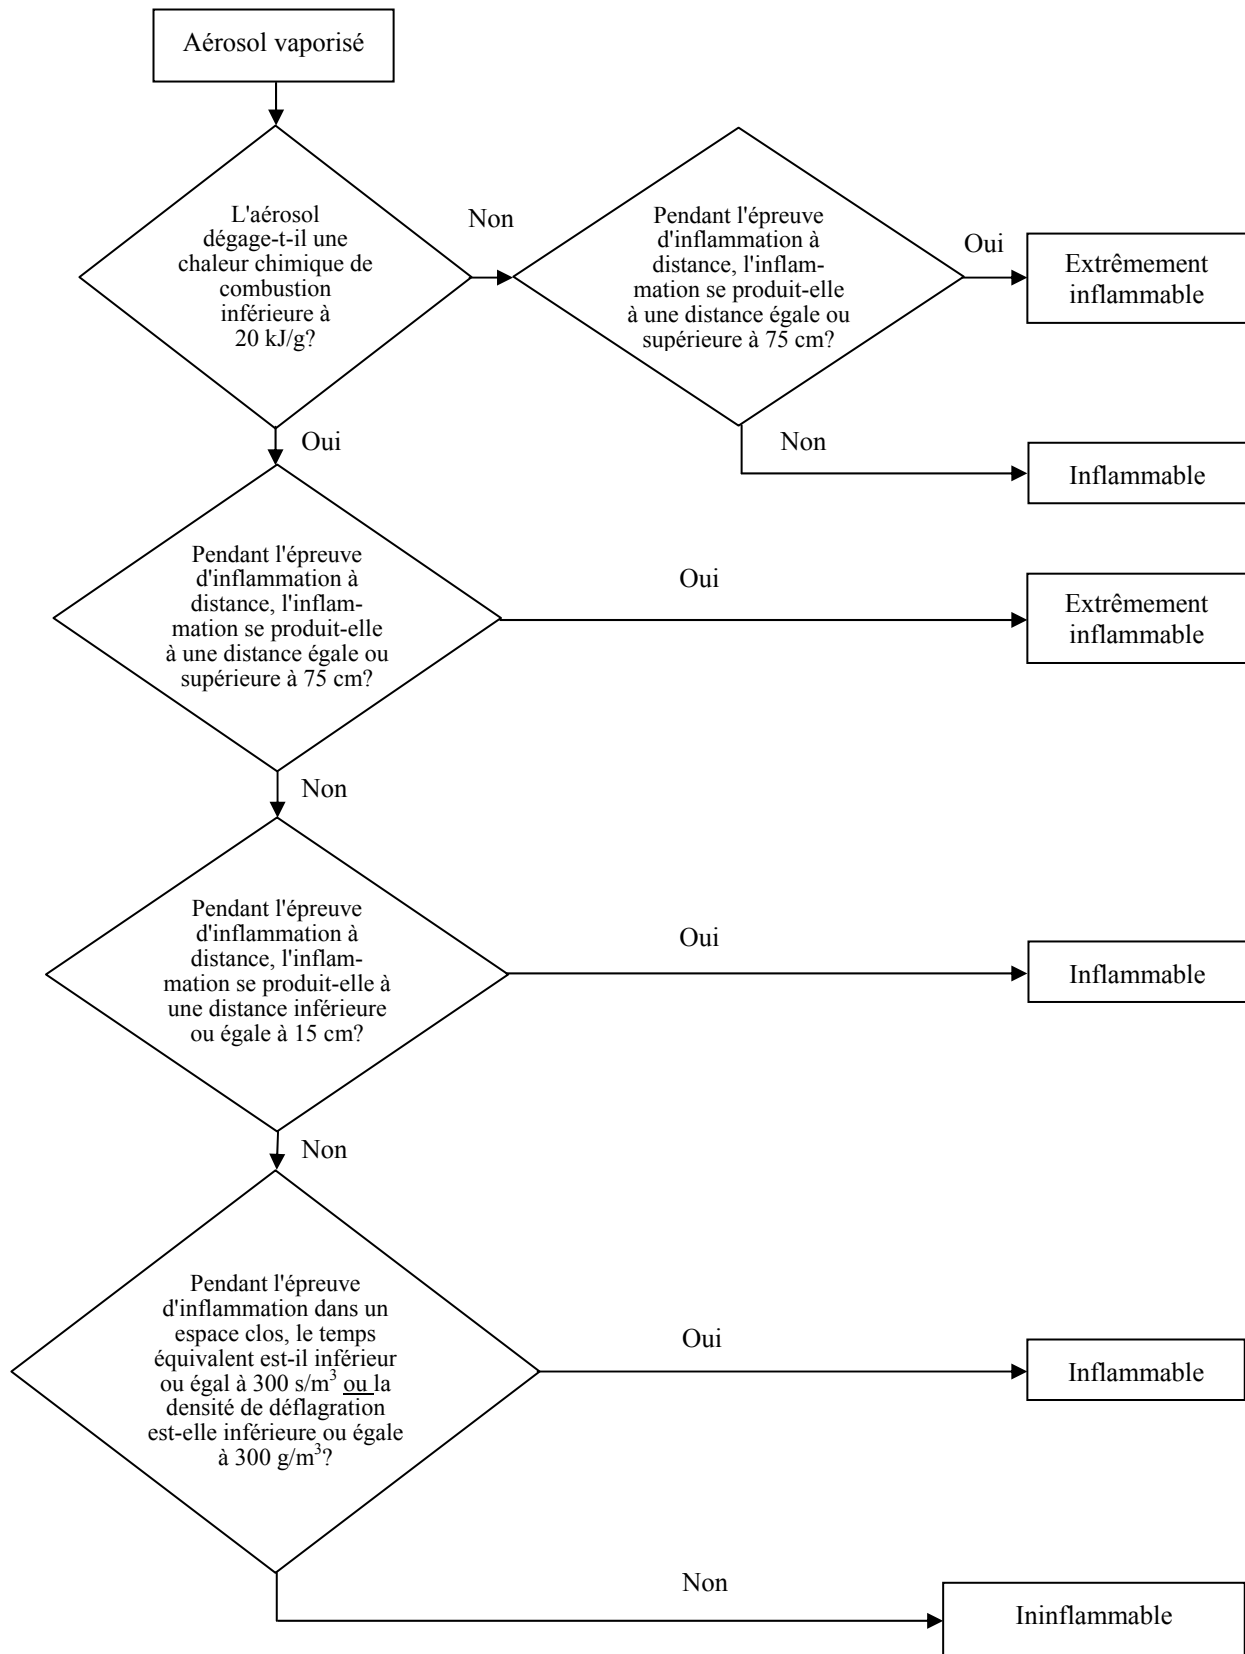 Aérosol vaporisé
L'aérosol
dégage-t-il une
chaleur chimique de
combustion
inférieure à
20 kJ/g?
Non
Pendant l'épreuve
d'inflammation à
distance, l'inflam-
mation se produit-elle
à une distance égale ou
supérieure à 75 cm?
Oui
Extrêmement
inflammable
Non
Inflammable
Oui
Pendant l'épreuve
d'inflammation à
distance, l'inflam-
mation se produit-elle
à une distance égale ou
supérieure à 75 cm?
Oui
Extrêmement
inflammable
Non
Pendant l'épreuve
d'inflammation à
distance, l'inflam-
mation se produit-elle à
une distance inférieure
ou égale à 15 cm?
Oui
Inflammable
Non
Pendant l'épreuve
d'inflammation dans un
espace clos, le temps
équivalent est-il inférieur
ou égal à 300 s/m³ ou la
densité de déflagration
est-elle inférieure ou égale
à 300 g/m³?
Oui
Inflammable
Non
Ininflammable